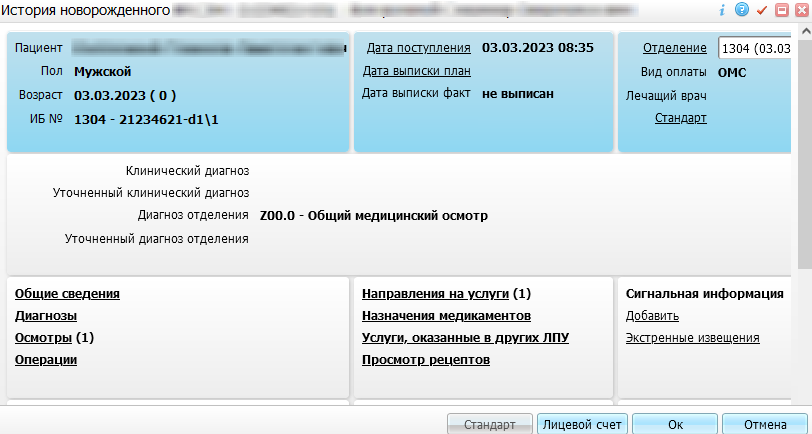 История новорожденного
Пациент
Пол Мужской
Возраст 03.03.2023 ( 0 )
ИБ № 1304 - 21234621-d1\1
Дата поступления 03.03.2023 08:35
Дата выписки план
Дата выписки факт не выписан
Отделение 1304 (03.03
Вид оплаты ОМС
Лечащий врач
Стандарт
Клинический диагноз
Уточненный клинический диагноз
Диагноз отделения Z00.0 - Общий медицинский осмотр
Уточненный диагноз отделения
Общие сведения
Диагнозы
Осмотры (1)
Операции
Направления на услуги (1)
Назначения медикаментов
Услуги, оказанные в других ЛПУ
Просмотр рецептов
Сигнальная информация
Добавить
Экстренные извещения
Стандарт Лицевой счет Ок Отмена